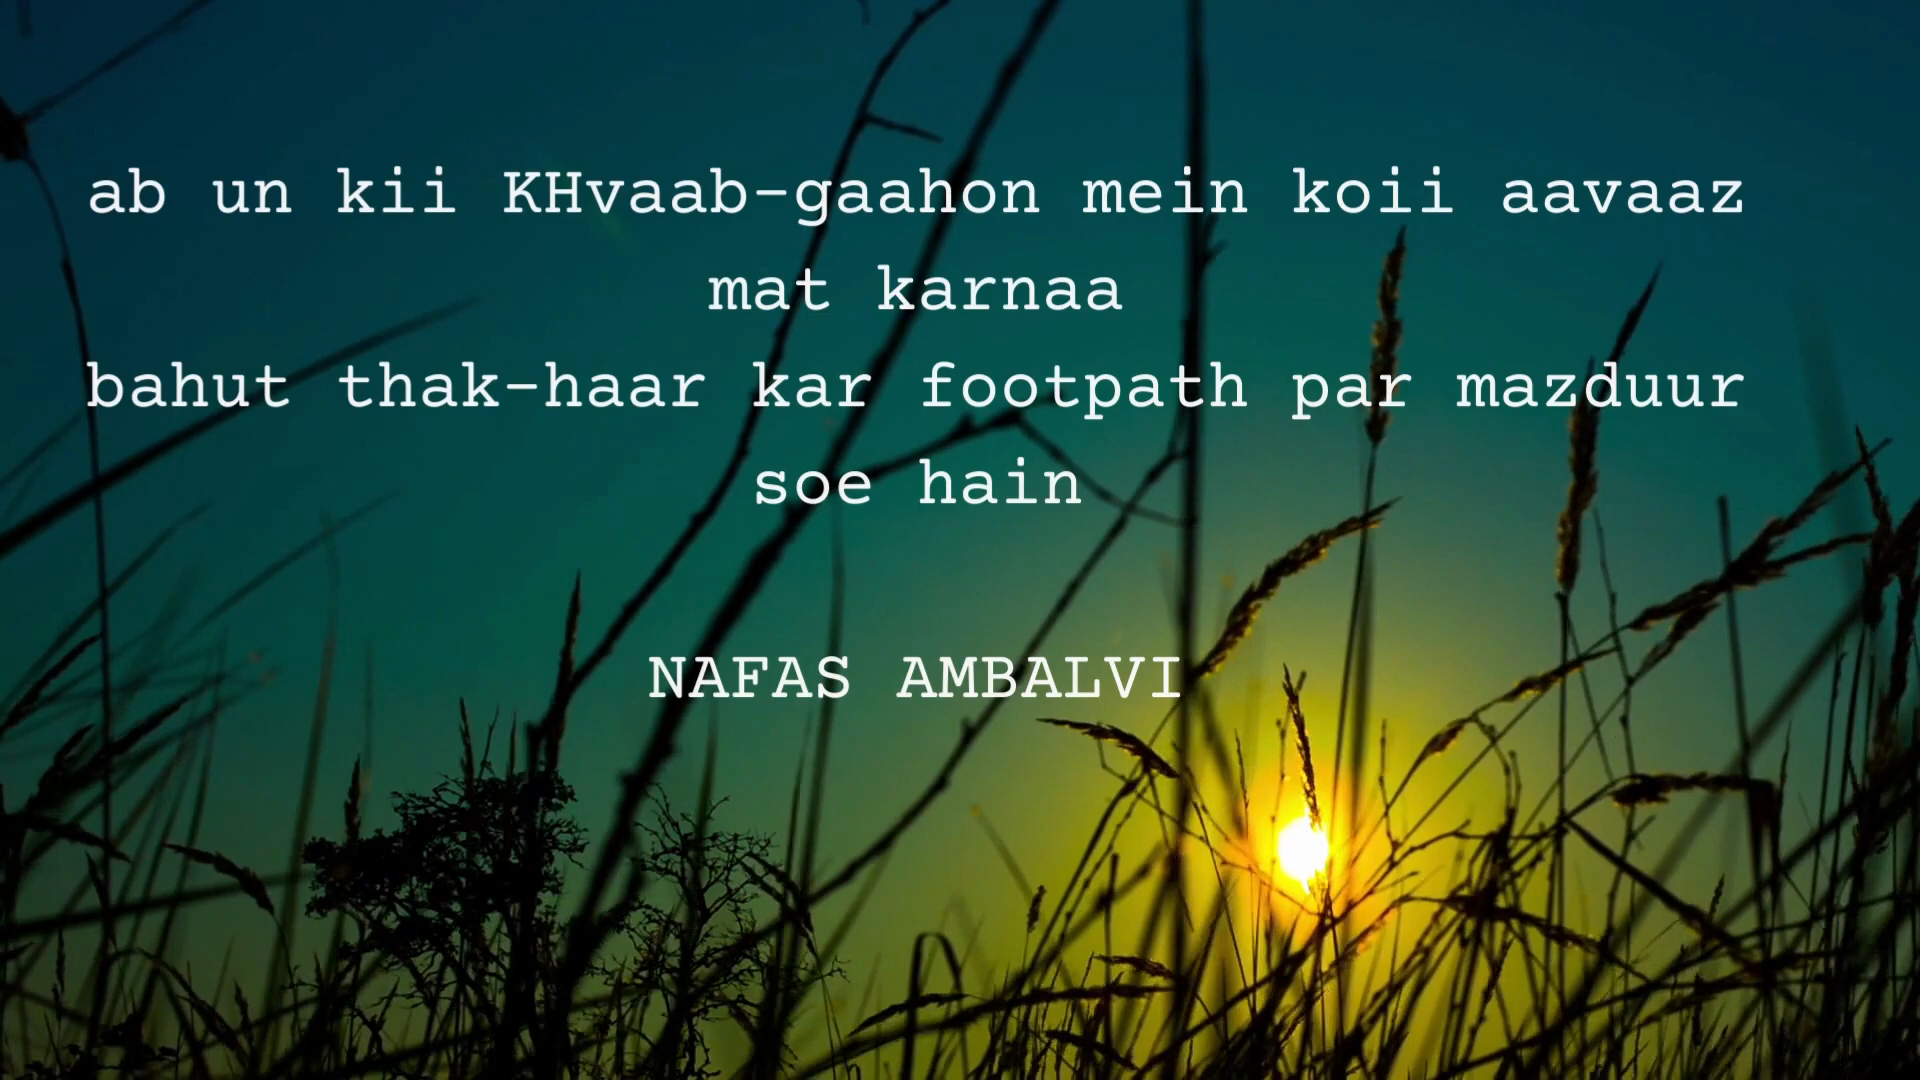 ab un kii KHvaab-gaahon mein koii aavaaz
mat karnaa
bahut thak-haar kar footpath par mazduur
soe hain
NAFAS AMBALVI